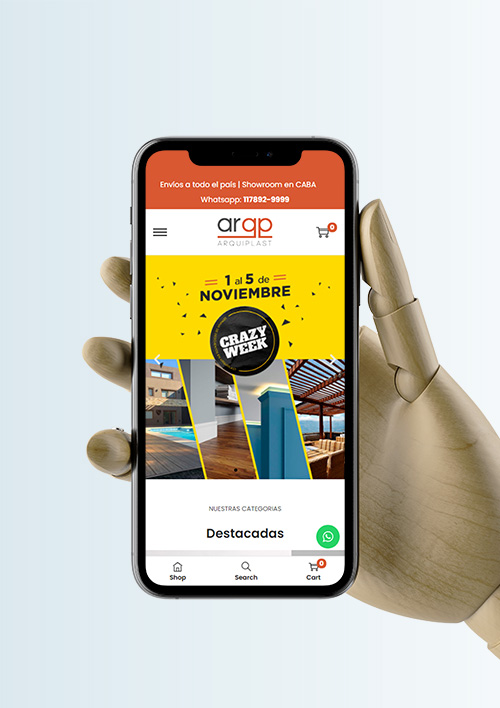 Envios a todo el país | Showroom en CABA
Whatsapp: 117892-9999
arqp
ARQUIPLAST
0
1 al 5 de
NOVIEMBRE
CRAZY
WEEK
NUESTRAS CATEGORIAS
Destacadas
0
Shop
Search
Cart